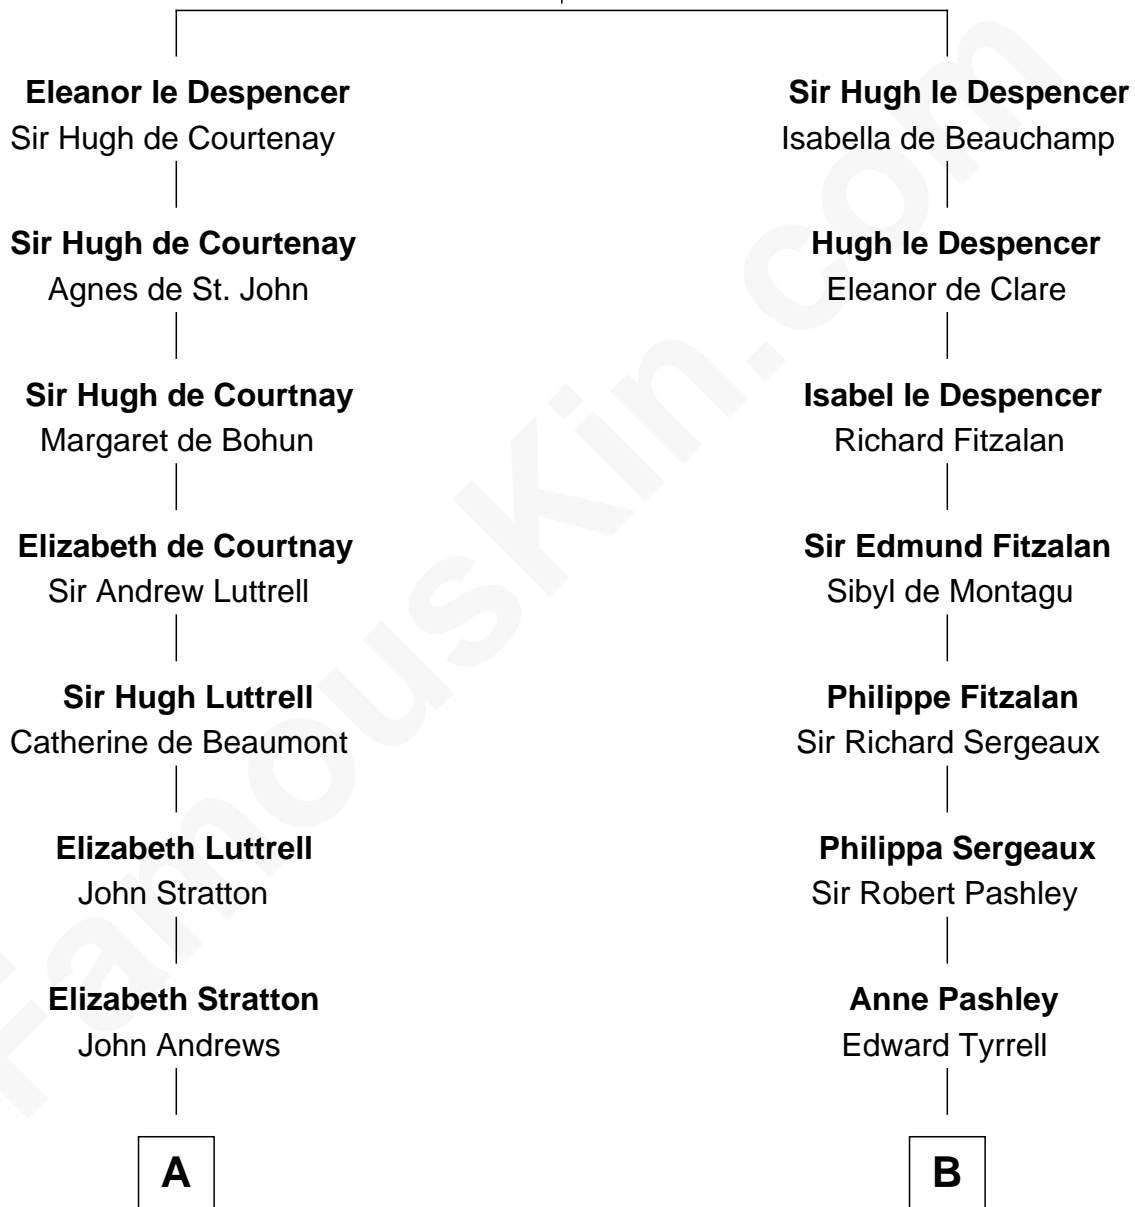 Eleanor le Despencer
Sir Hugh de Courtenay
Sir Hugh de Courtenay
Agnes de St. John
Sir Hugh de Courtnay
Margaret de Bohun
Elizabeth de Courtnay
Sir Andrew Luttrell
Sir Hugh Luttrell
Catherine de Beaumont
Elizabeth Luttrell
John Stratton
Elizabeth Stratton
John Andrews
A
Sir Hugh le Despencer
Isabella de Beauchamp
Hugh le Despencer
Eleanor de Clare
Isabel le Despencer
Richard Fitzalan
Sir Edmund Fitzalan
Sibyl de Montagu
Philippe Fitzalan
Sir Richard Sergeaux
Philippa Sergeaux
Sir Robert Pashley
Anne Pashley
Edward Tyrrell
B
FamousKin.com